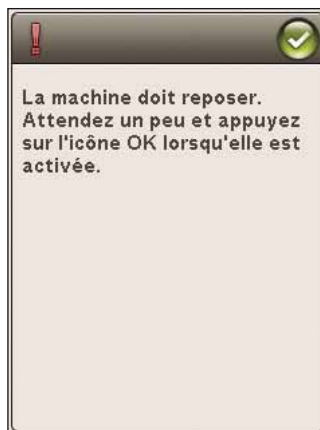 La machine doit reposer.
Attendez un peu et appuyez
sur l'icône OK lorsqu'elle est
activée.